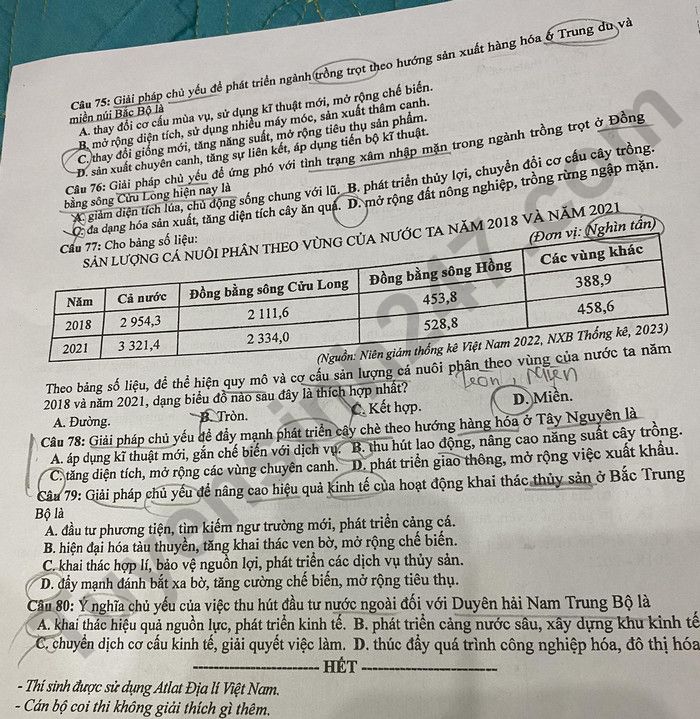 Câu 75: Giải pháp chủ yếu để phát triển ngành trồng trọt theo hướng sản xuất hàng hóa ở Trung du và
miền núi Bắc Bộ là
A. thay đổi cơ cấu mùa vụ, sử dụng kĩ thuật mới, mở rộng chế biến.
B. mở rộng diện tích, sử dụng nhiều máy móc, sản xuất thâm canh.
C. thay đổi giống mới, tăng năng suất, mở rộng tiêu thụ sản phẩm.
D. sản xuất chuyên canh, tăng sự liên kết, áp dụng tiến bộ kĩ thuật.
Câu 76: Giải pháp chủ yếu để ứng phó với tình trạng xâm nhập mặn trong ngành trồng trọt ở Đồng
bằng sông Cửu Long hiện nay là
A. giảm diện tích lúa, chủ động sống chung với lũ. B. phát triển thủy lợi, chuyển đổi cơ cấu cây trồng.
C. đa dạng hóa sản xuất, tăng diện tích cây ăn quả. D. mở rộng đất nông nghiệp, trồng rừng ngập mặn.
Câu 77: Cho bảng số liệu:
SẢN LƯỢNG CÁ NUÔI PHÂN THEO VÙNG CỦA NƯỚC TA NĂM 2018 VÀ NĂM 2021
(Đơn vị: Nghìn tấn)
Năm Cả nước Đồng bằng sông Cửu Long Đồng bằng sông Hồng Các vùng khác
2018 2 954,3 2 111,6 453,8 388,9
2021 3 321,4 2 334,0 528,8 458,6
(Nguồn: Niên giám thống kê Việt Nam 2022, NXB Thống kê, 2023)
Theo bảng số liệu, để thể hiện quy mô và cơ cấu sản lượng cá nuôi phân theo vùng của nước ta năm
2018 và năm 2021, dạng biểu đồ nào sau đây là thích hợp nhất?
Miền
A. Đường. B. Tròn. C. Kết hợp. D. Miền.
Câu 78: Giải pháp chủ yếu để đẩy mạnh phát triển cây chè theo hướng hàng hóa ở Tây Nguyên là
A. áp dụng kĩ thuật mới, gắn chế biến với dịch vụ. B. thu hút lao động, nâng cao năng suất cây trồng.
C. tăng diện tích, mở rộng các vùng chuyên canh. D. phát triển giao thông, mở rộng việc xuất khẩu.
Câu 79: Giải pháp chủ yếu để nâng cao hiệu quả kinh tế của hoạt động khai thác thủy sản ở Bắc Trung
Bộ là
A. đầu tư phương tiện, tìm kiếm ngư trường mới, phát triển cảng cá.
B. hiện đại hóa tàu thuyền, tăng khai thác ven bờ, mở rộng chế biến.
C. khai thác hợp lí, bảo vệ nguồn lợi, phát triển các dịch vụ thủy sản.
D. đẩy mạnh đánh bắt xa bờ, tăng cường chế biến, mở rộng tiêu thụ.
Câu 80: Ý nghĩa chủ yếu của việc thu hút đầu tư nước ngoài đối với Duyên hải Nam Trung Bộ là
A. khai thác hiệu quả nguồn lực, phát triển kinh tế. B. phát triển cảng nước sâu, xây dựng khu kinh tế
C. chuyển dịch cơ cấu kinh tế, giải quyết việc làm. D. thúc đẩy quá trình công nghiệp hóa, đô thị hóa
HẾT
- Thí sinh được sử dụng Atlat Địa lí Việt Nam.
- Cán bộ coi thi không giải thích gì thêm.